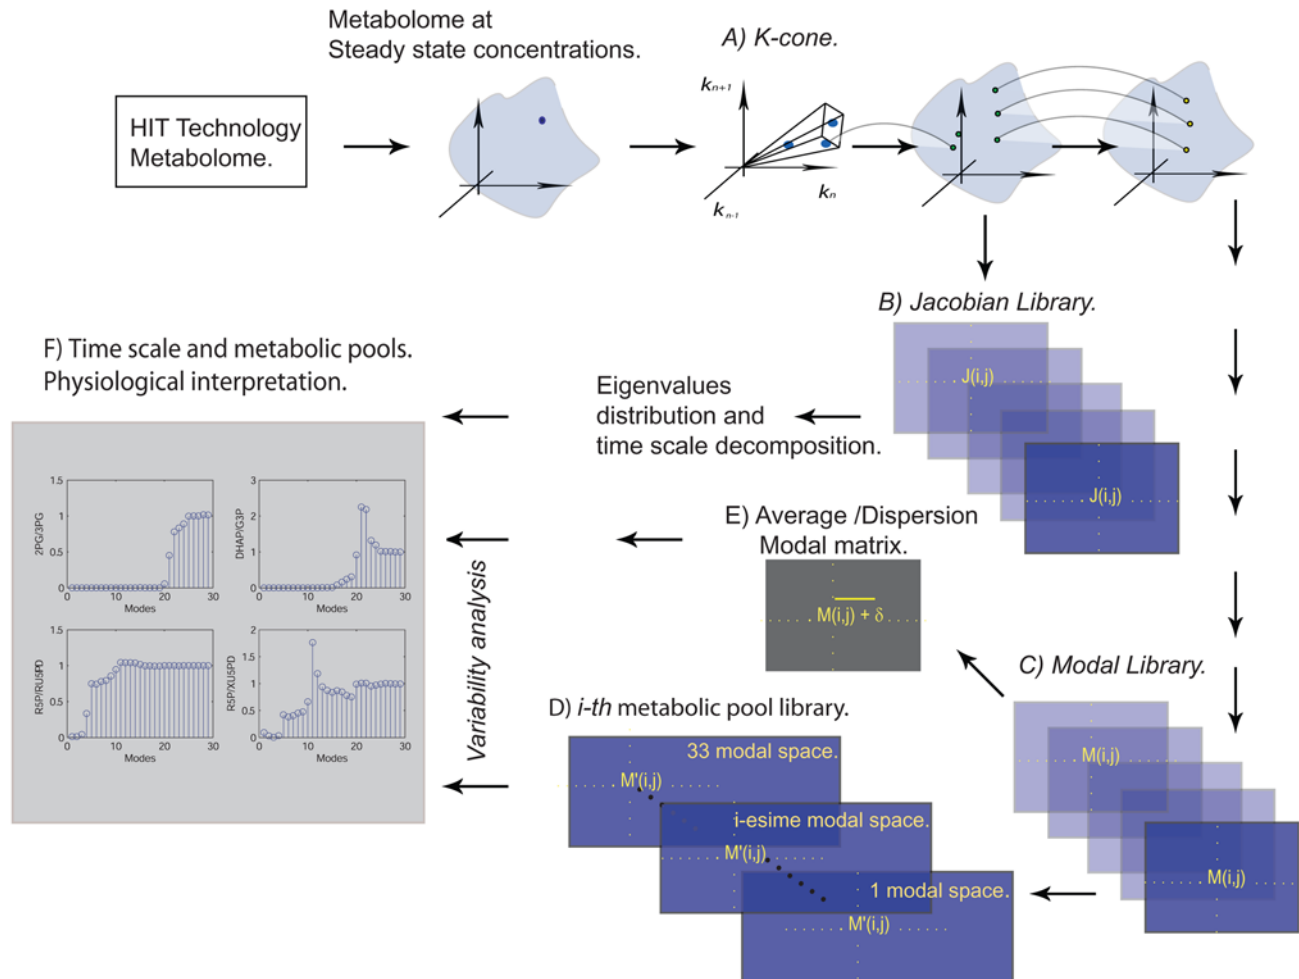 Metabolome at
Steady state concentrations.
A) K-cone.
HIT Technology
Metabolome.
k n+1
k n
k n-1
B) Jacobian Library.
J(i,j)
J(i,j)
Eigenvalues
distribution and
time scale decomposition.
F) Time scale and metabolic pools.
Physiological interpretation.
1.5
1
0.5
0
0 10 20 30
Modes
2PG/3PG
3
2
1
0
0 10 20 30
Modes
DHAP/G3P
1.5
1
0.5
0
0 10 20 30
Modes
R5P/RU5PD
2
1.5
1
0.5
0
0 10 20 30
Modes
R5P/XU5PD
Variability analysis
E) Average /Dispersion
Modal matrix.
M(i,j) + δ
C) Modal Library.
M(i,j)
M(i,j)
D) i-th metabolic pool library.
33 modal space.
M'(i,j)
i-esime modal space.
M'(i,j)
1 modal space.
M'(i,j)